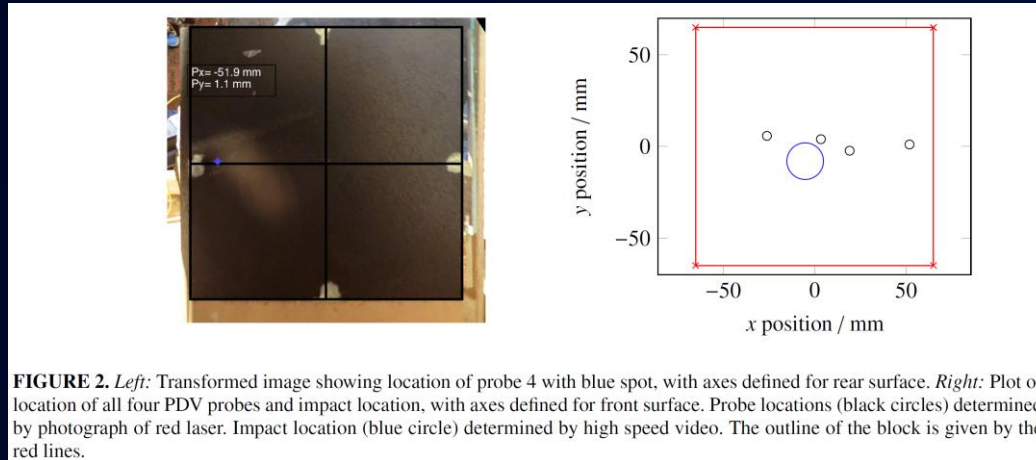 Px= -51.9 mm
Py= 1.1 mm
50
0
−50
y position / mm
−50
0
50
x position / mm
FIGURE 2. Left: Transformed image showing location of probe 4 with blue spot, with axes defined for rear surface. Right: Plot o
location of all four PDV probes and impact location, with axes defined for front surface. Probe locations (black circles) determined
by photograph of red laser. Impact location (blue circle) determined by high speed video. The outline of the block is given by the
red lines.